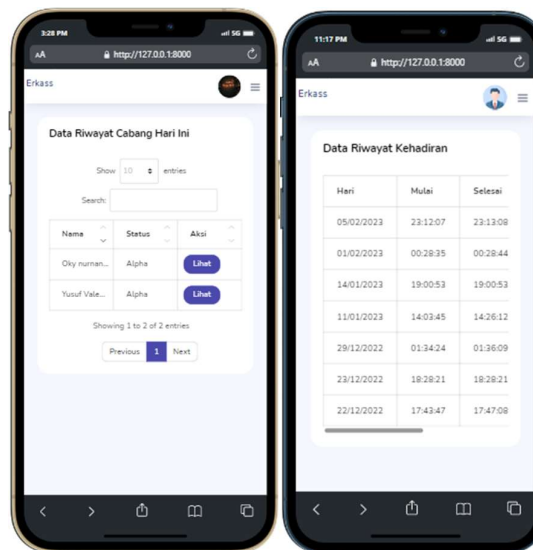 3:28 PM
5G
AA http://127.0.0.1:8000
Erkass
Data Riwayat Cabang Hari Ini
Show 10 entries
Search:
Nama Status Aksi
Oky nurnan... Alpha Lihat
Yusuf Vale... Alpha Lihat
Showing 1 to 2 of 2 entries
Previous 1 Next
11:17 PM
5G
AA http://127.0.0.1:8000
Erkass
Data Riwayat Kehadiran
Hari Mulai Selesai
05/02/2023 23:12:07 23:13:08
01/02/2023 00:28:35 00:28:44
14/01/2023 19:00:53 19:00:53
11/01/2023 14:03:45 14:26:12
29/12/2022 01:34:24 01:36:09
23/12/2022 18:28:21 18:28:21
22/12/2022 17:43:47 17:47:08